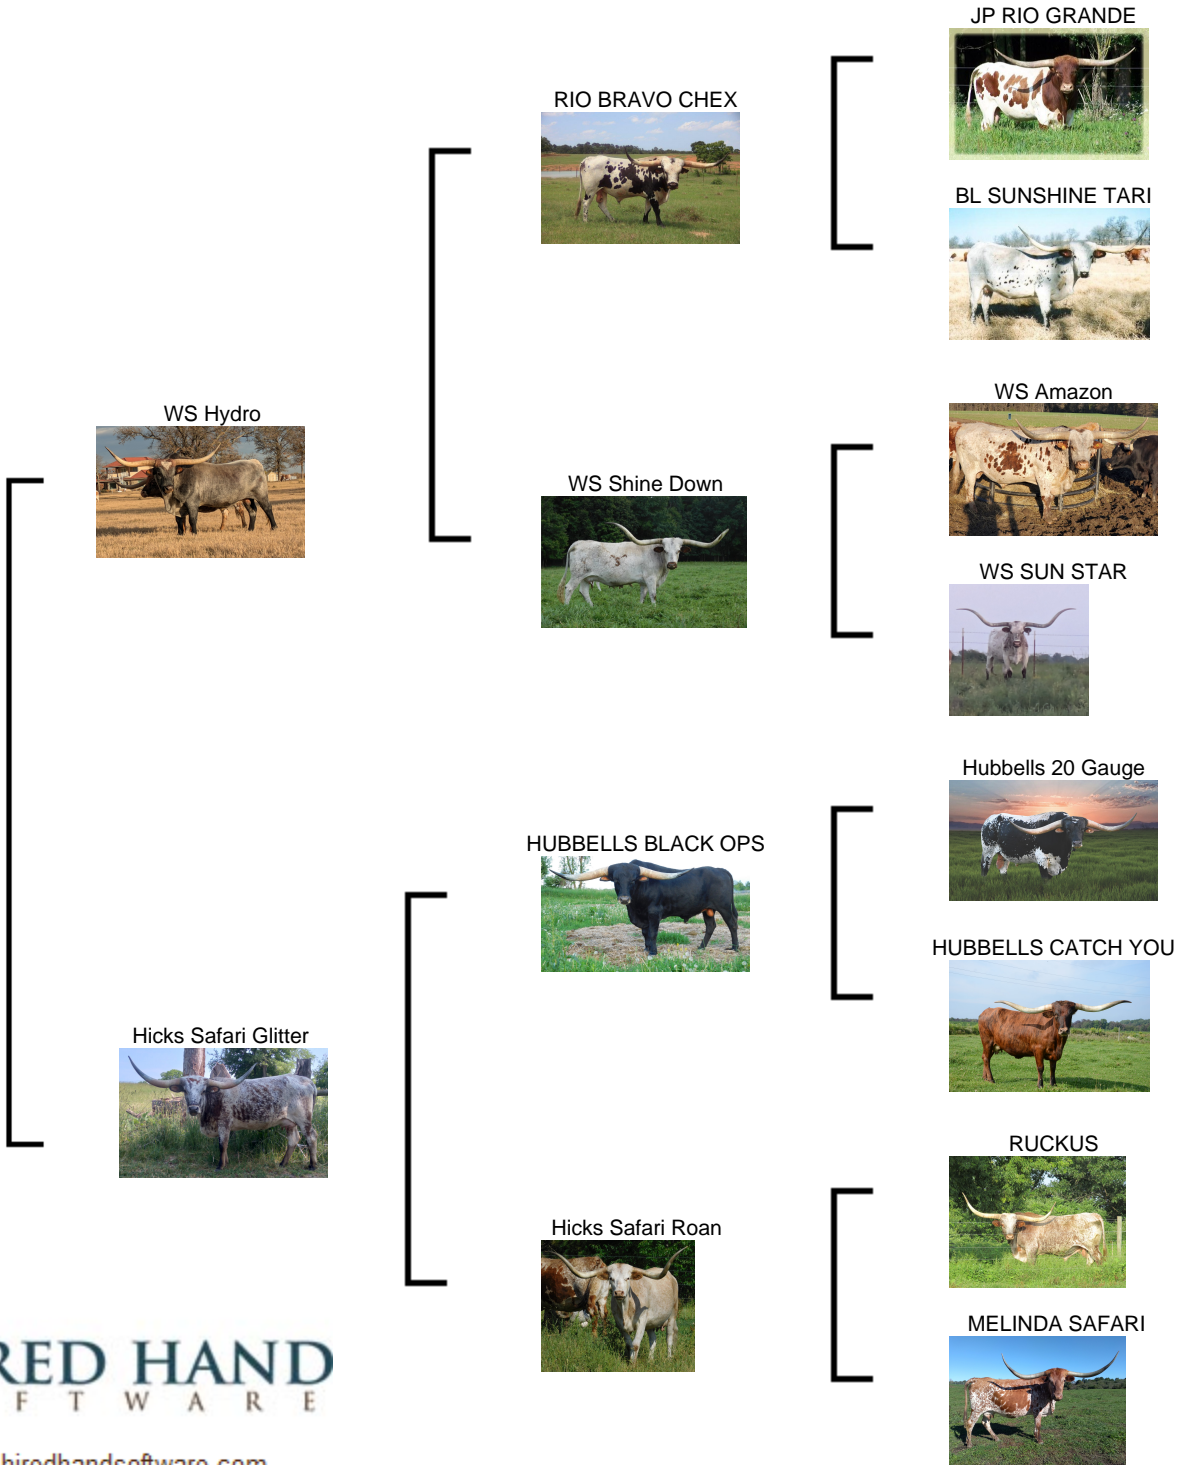 JP RIO GRANDE
RIO BRAVO CHEX
BL SUNSHINE TARI
WS Amazon
WS Hydro
WS Shine Down
WS SUN STAR
Hubbells 20 Gauge
HUBBELLS BLACK OPS
HUBBELLS CATCH YOU
Hicks Safari Glitter
RUCKUS
Hicks Safari Roan
MELINDA SAFARI
RED HAND
F T W A R E
hiredhandsoftware.com